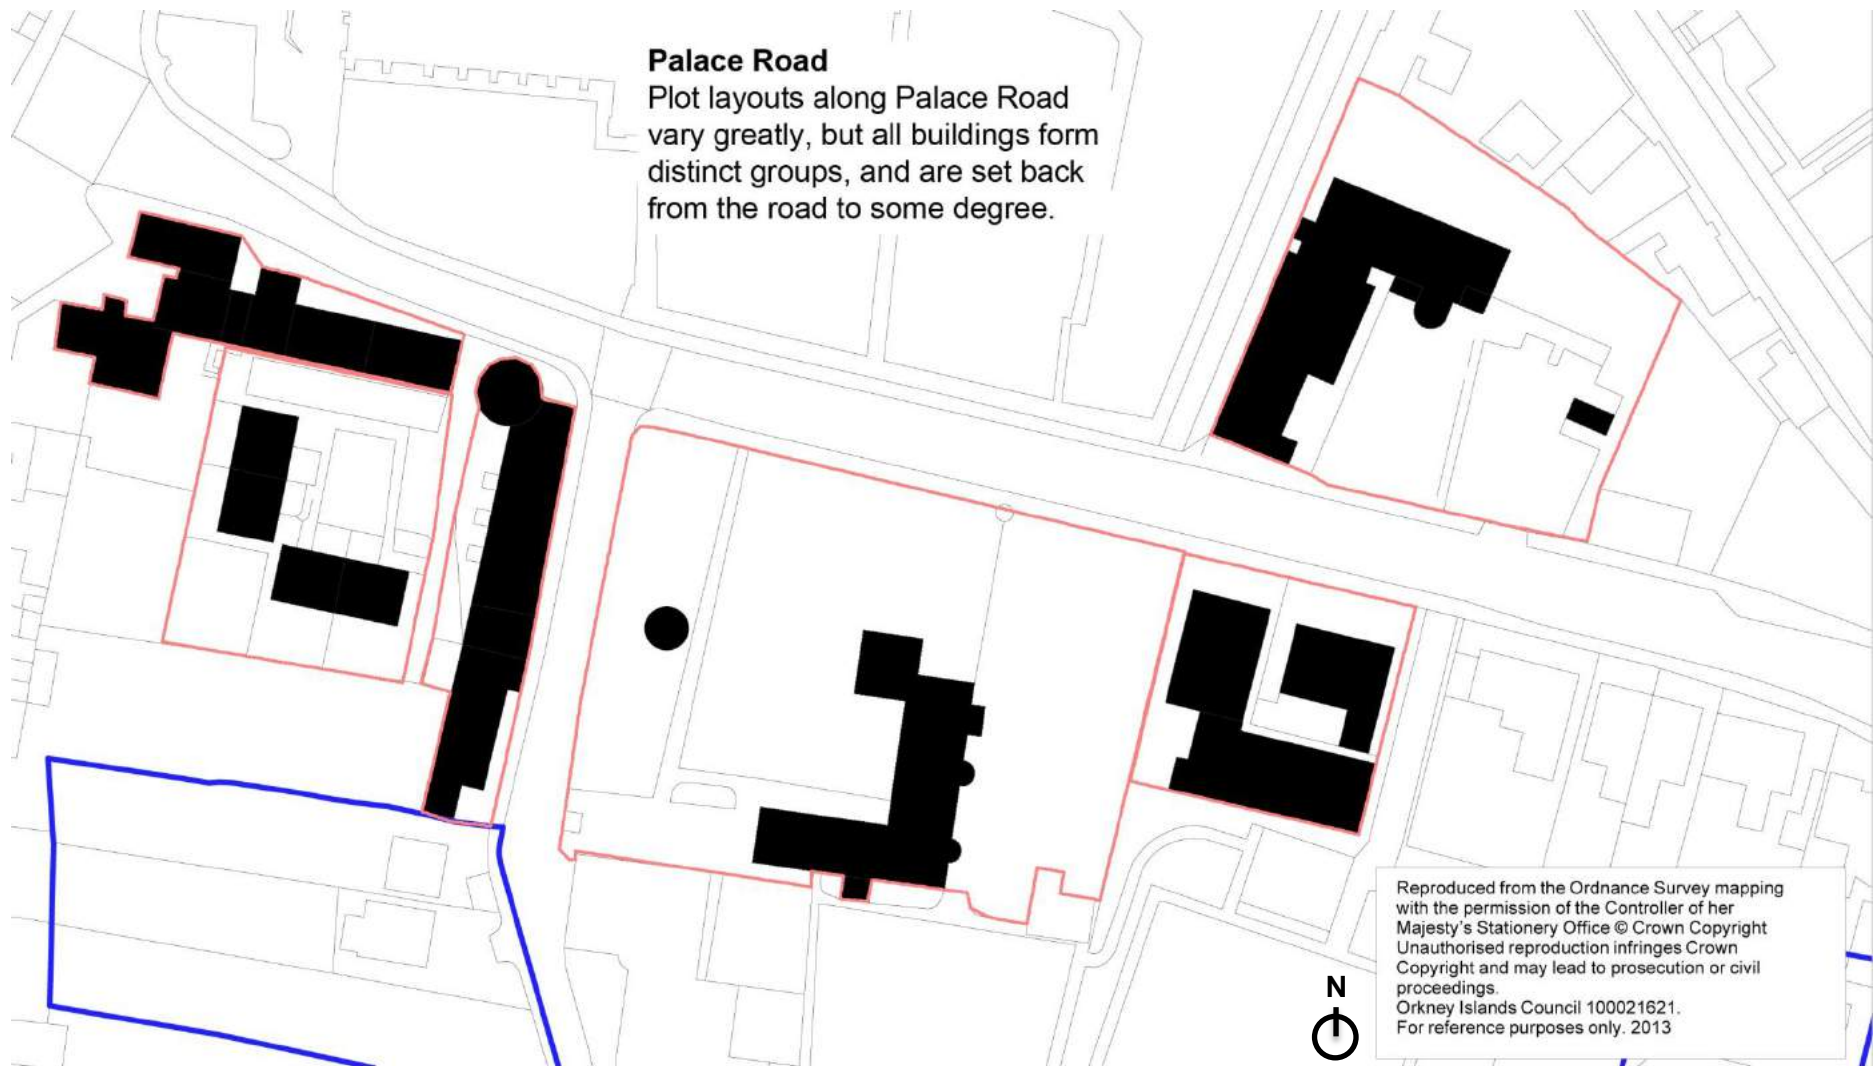 Palace Road
Plot layouts along Palace Road
vary greatly, but all buildings form
distinct groups, and are set back
from the road to some degree.
N
Reproduced from the Ordnance Survey mapping
with the permission of the Controller of her
Majesty's Stationery Office © Crown Copyright
Unauthorised reproduction infringes Crown
Copyright and may lead to prosecution or civil
proceedings.
Orkney Islands Council 100021621.
For reference purposes only. 2013